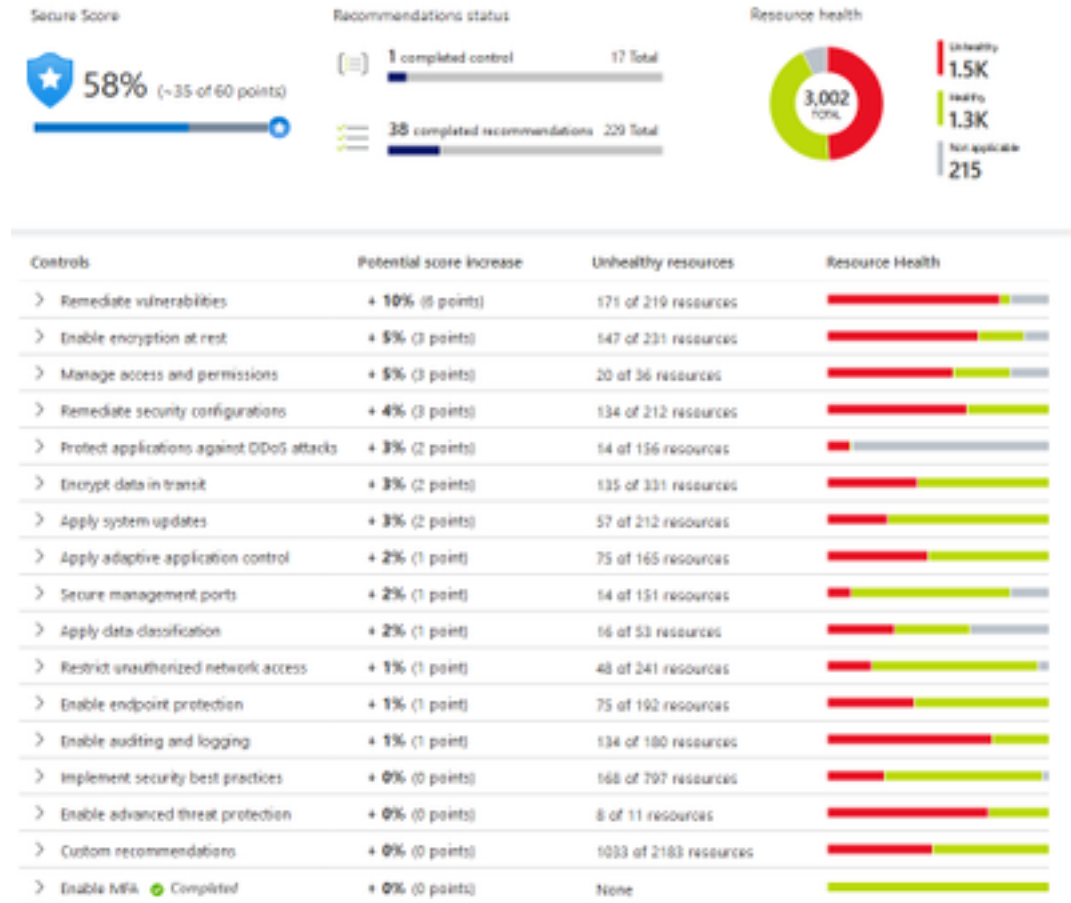 Secure Score
58% (~35 of 60 points)
Recommendations status
1 completed control 17 Total
38 completed recommendations 229 Total
Resource health
3,002
TOTAL
Unhealthy
1.5K
Healthy
1.3K
Not applicable
215
Controls Potential score increase Unhealthy resources Resource Health
Remediate vulnerabilities + 10% (6 points) 171 of 219 resources
Enable encryption at rest + 5% (3 points) 147 of 231 resources
Manage access and permissions + 5% (3 points) 20 of 36 resources
Remediate security configurations + 4% (3 points) 134 of 212 resources
Protect applications against DDoS attacks + 3% (2 points) 14 of 156 resources
Encrypt data in transit + 3% (2 points) 135 of 331 resources
Apply system updates + 3% (2 points) 57 of 212 resources
Apply adaptive application control + 2% (1 point) 75 of 165 resources
Secure management ports + 2% (1 point) 14 of 151 resources
Apply data classification + 2% (1 point) 16 of 53 resources
Restrict unauthorized network access + 1% (1 point) 48 of 241 resources
Enable endpoint protection + 1% (1 point) 75 of 192 resources
Enable auditing and logging + 1% (1 point) 134 of 180 resources
Implement security best practices + 0% (0 points) 168 of 797 resources
Enable advanced threat protection + 0% (0 points) 8 of 11 resources
Custom recommendations + 0% (0 points) 1033 of 2183 resources
Enable MFA Completed + 0% (0 points) None